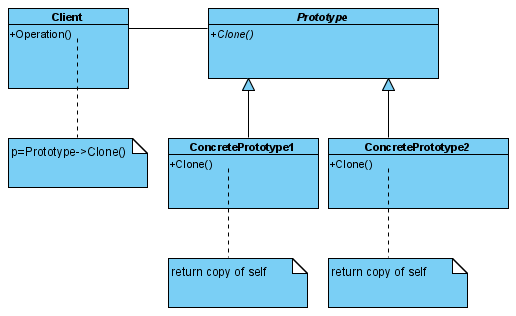 Client
+Operation()
Prototype
+Clone()
p=Prototype->Clone()
ConcretePrototype1
+Clone()
ConcretePrototype2
+Clone()
return copy of self
return copy of self